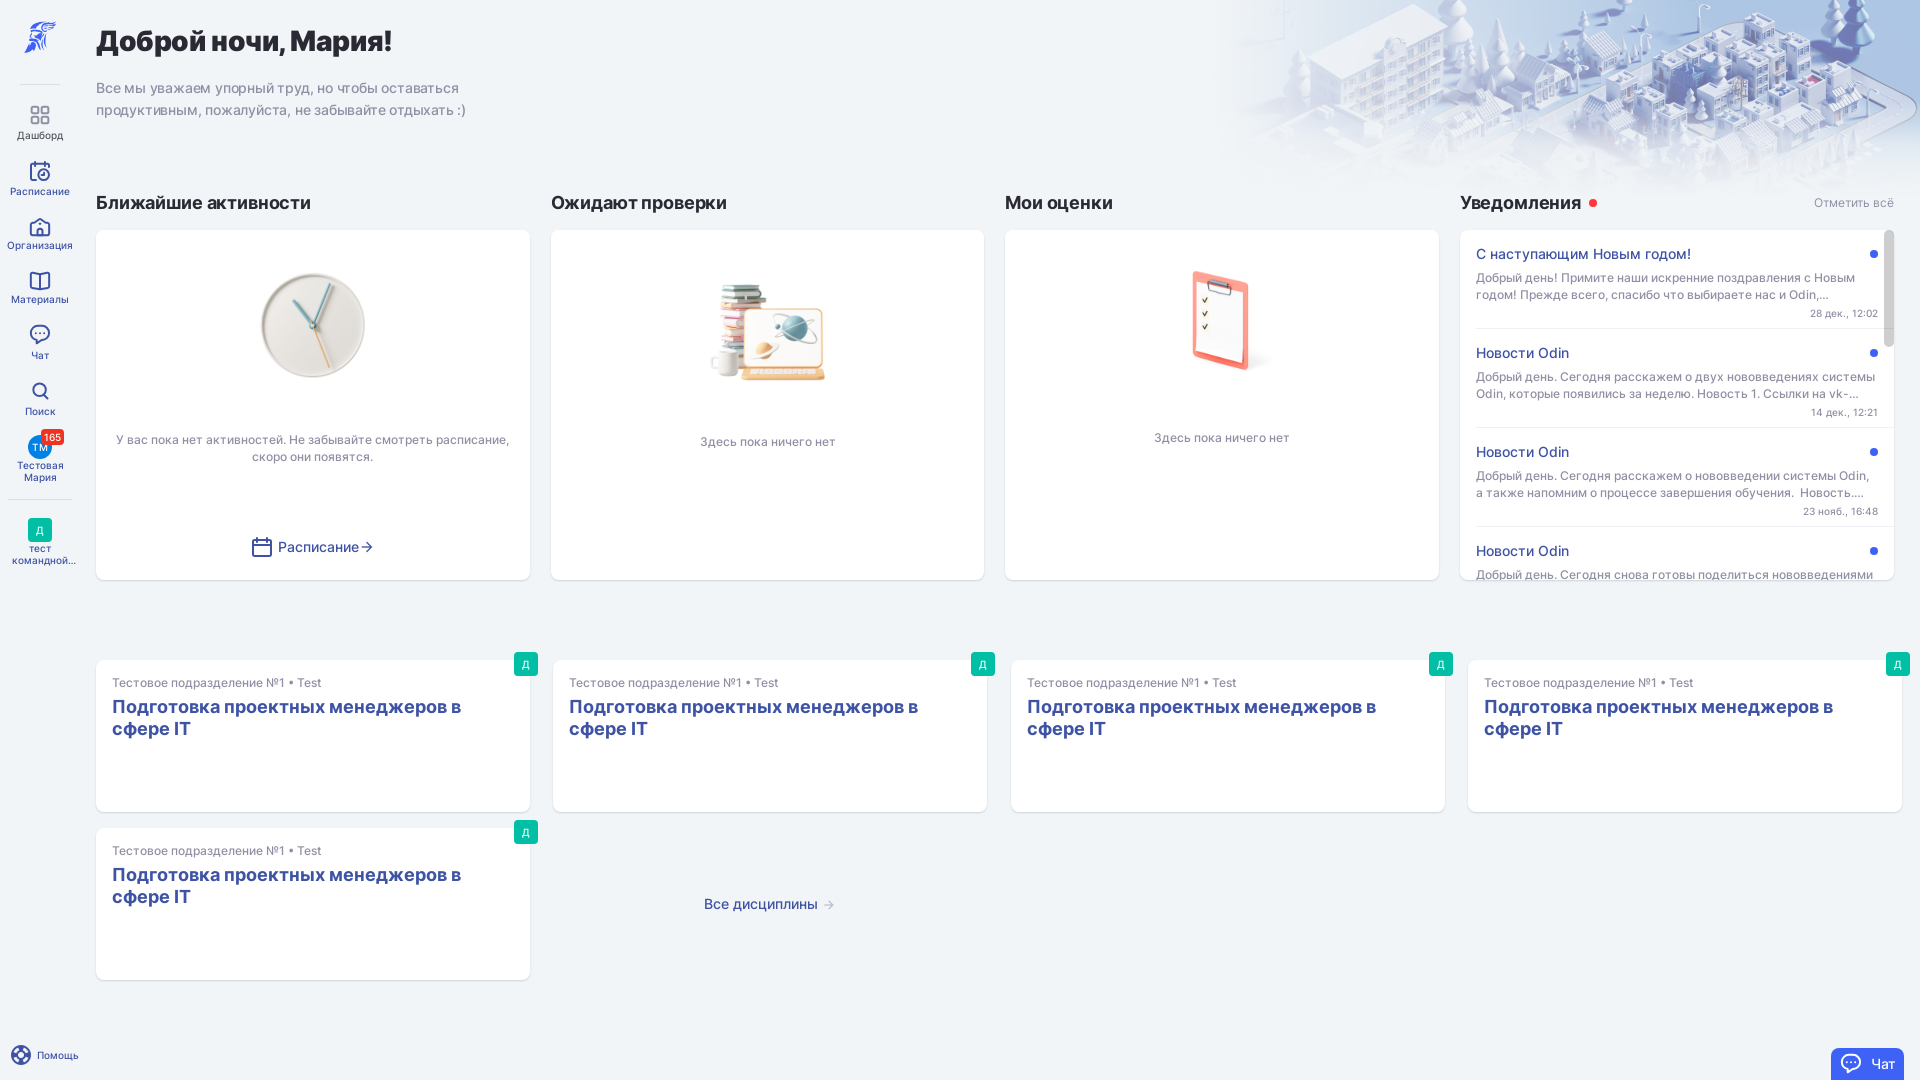 Доброй ночи, Мария!
Все мы уважаем упорный труд, но чтобы оставаться
продуктивным, пожалуйста, не забывайте отдыхать :)
Дашборд
Расписание
Организация
Материалы
Чат
Поиск
165
ТМ
Тестовая
Мария
Д
тест
командной...
Помощь
Ближайшие активности
У вас пока нет активностей. Не забывайте смотреть расписание,
скоро они появятся.
Расписание
Ожидают проверки
Здесь пока ничего нет
Мои оценки
Здесь пока ничего нет
Уведомления
Отметить всё
С наступающим Новым годом!
Добрый день! Примите наши искренние поздравления с Новым
годом! Прежде всего, спасибо что выбираете нас и Odin,...
28 дек., 12:02
Новости Odin
Добрый день. Сегодня расскажем о двух нововведениях системы
Odin, которые появились за неделю. Новость 1. Ссылки на vk-...
14 дек., 12:21
Новости Odin
Добрый день. Сегодня расскажем о нововведении системы Odin,
а также напомним о процессе завершения обучения. Новость....
23 нояб., 16:48
Новости Odin
Добрый день. Сегодня снова готовы поделиться нововведениями
Д
Тестовое подразделение №1 • Test
Подготовка проектных менеджеров в
сфере IT
Д
Тестовое подразделение №1 • Test
Подготовка проектных менеджеров в
сфере IT
Д
Тестовое подразделение №1 • Test
Подготовка проектных менеджеров в
сфере IT
Д
Тестовое подразделение №1 • Test
Подготовка проектных менеджеров в
сфере IT
Д
Тестовое подразделение №1 • Test
Подготовка проектных менеджеров в
сфере IT
Все дисциплины
Чат